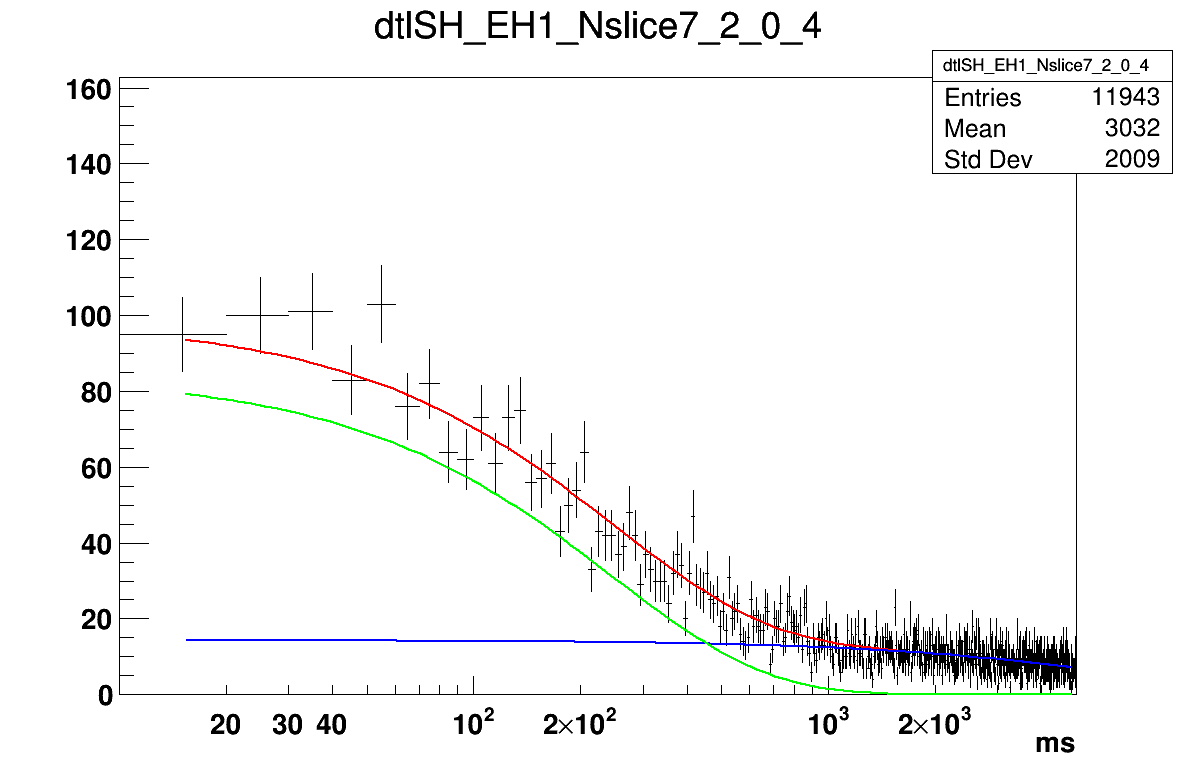 dtlSH_EH1_Nslice7_2_0_4
dtlSH_EH1_Nslice7_2_0_4
Entries 11943
Mean 3032
Std Dev 2009
160
140
120
100
80
60
40
20
0
20 30 40 10² 2×10² 10³ 2×10³
ms